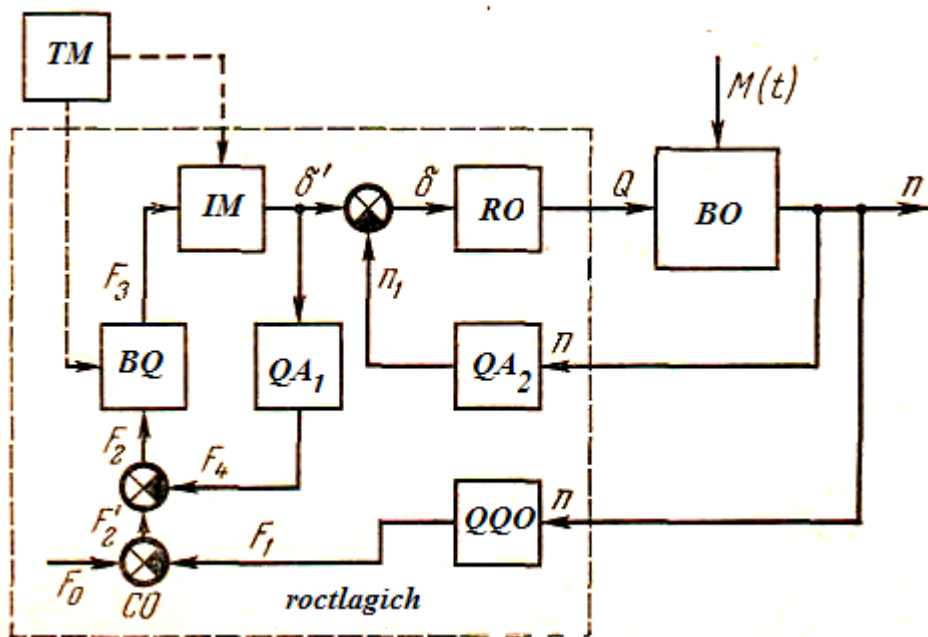 TM
M(t)
IM
δ'
δ
RO
Q
BO
n
F₃
n₁
n
BQ
QA₁
QA₂
F₂
F₄
n
QQO
F₂'
F₁
F₀
CO
roctlagich